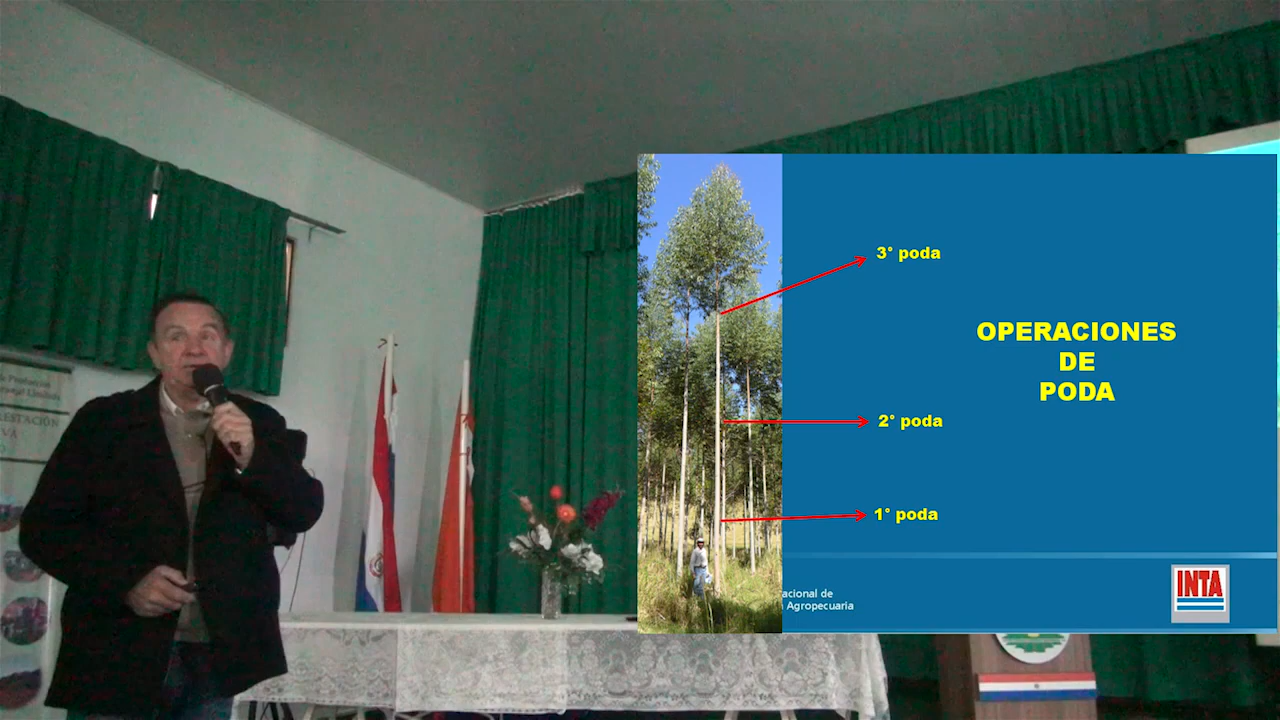 3° poda
OPERACIONES
DE
PODA
2° poda
1° poda
acional de
Agropecuaria
INTA